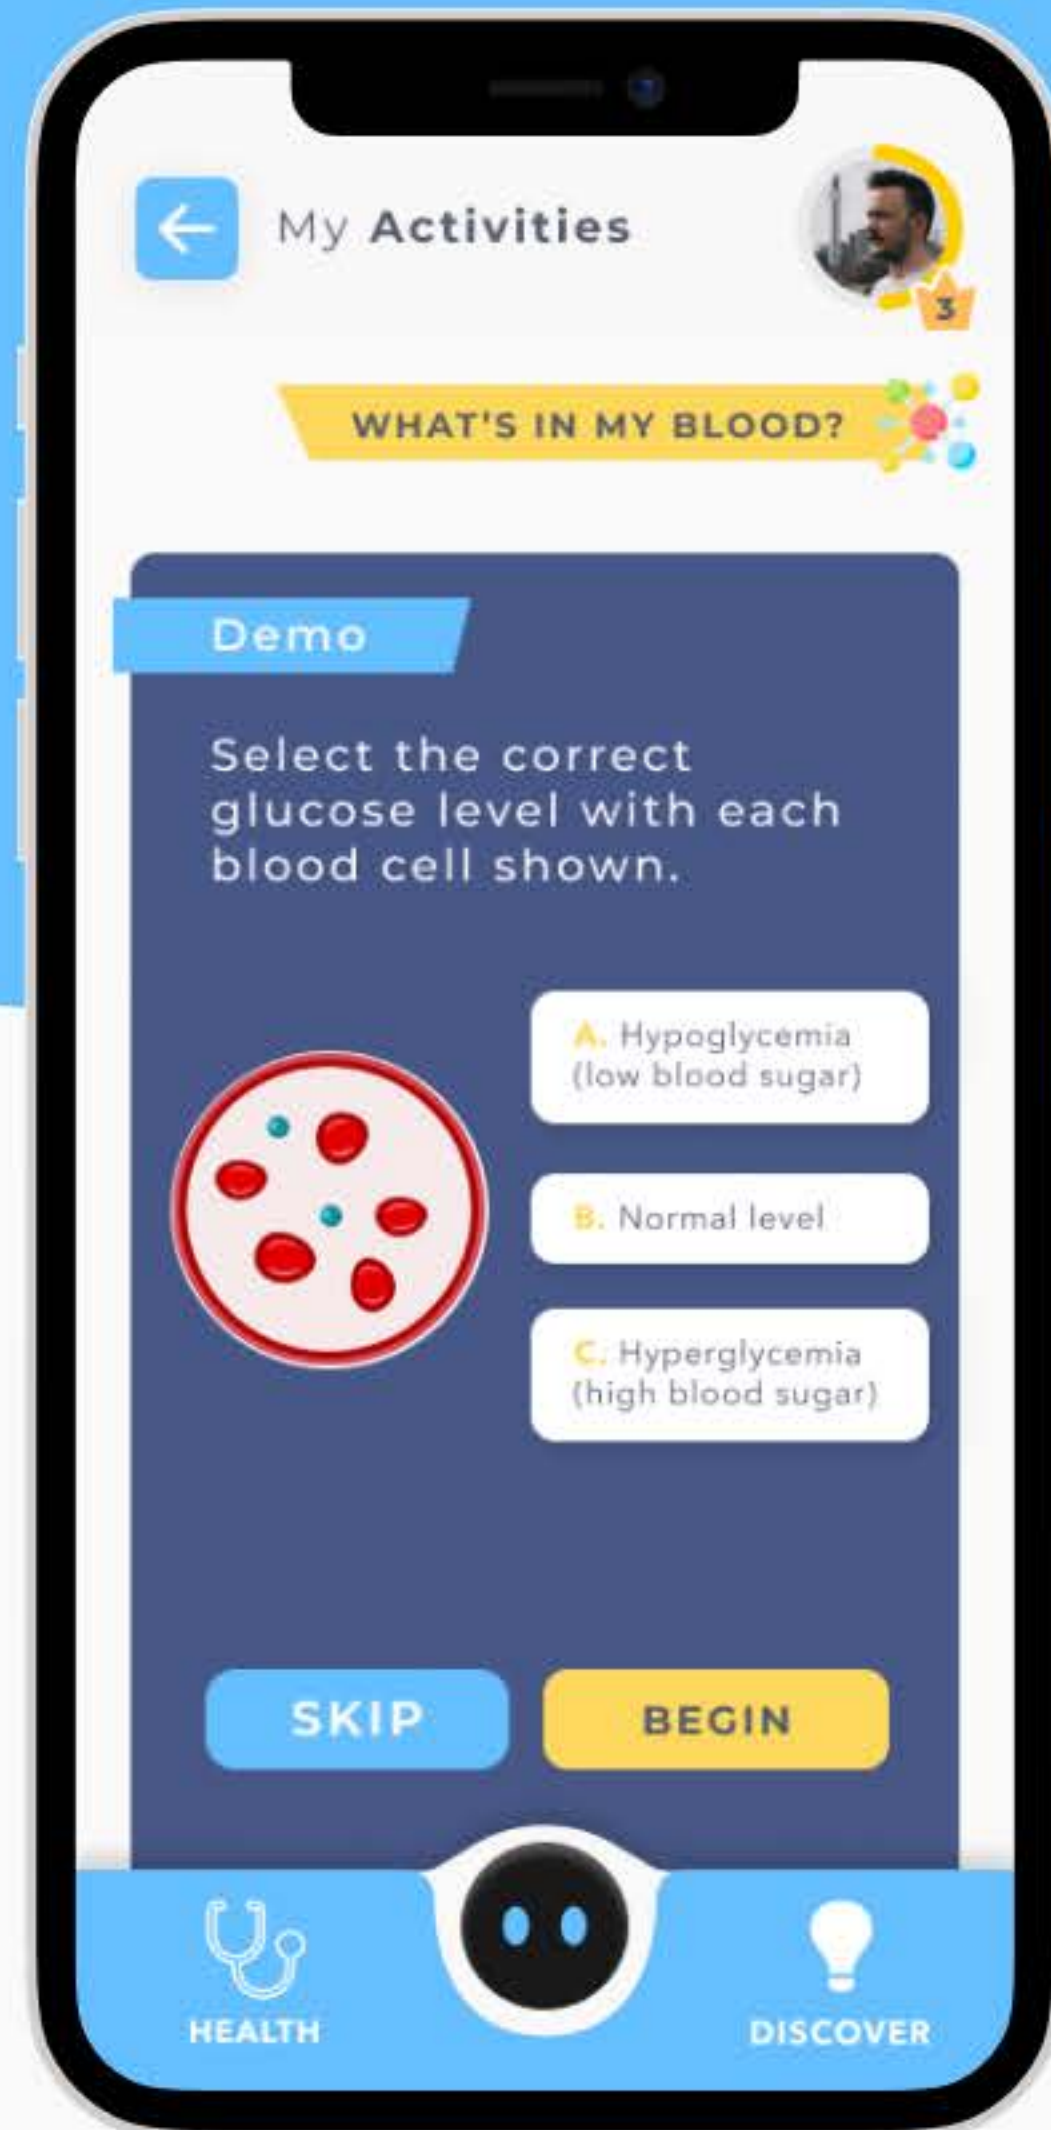 My Activities
3
WHAT'S IN MY BLOOD?
Demo
Select the correct
glucose level with each
blood cell shown.
A. Hypoglycemia
(low blood sugar)
B. Normal level
C. Hyperglycemia
(high blood sugar)
SKIP
BEGIN
HEALTH
DISCOVER